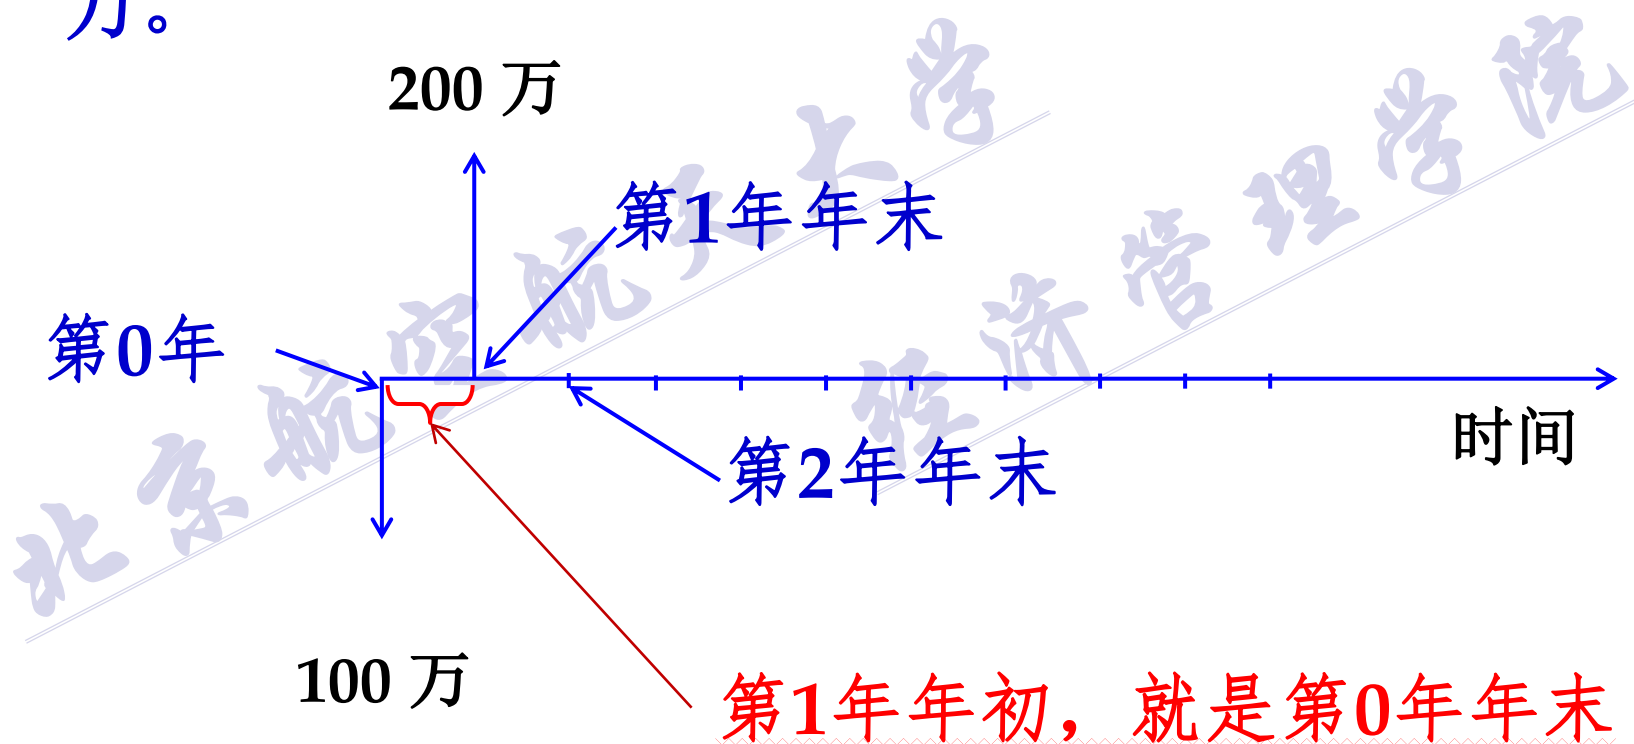 万。
200 万
第1年年末
第0年
时间
第2年年末
100 万
第1年年初，就是第0年年末
北京航空航天大学
经济管理学院